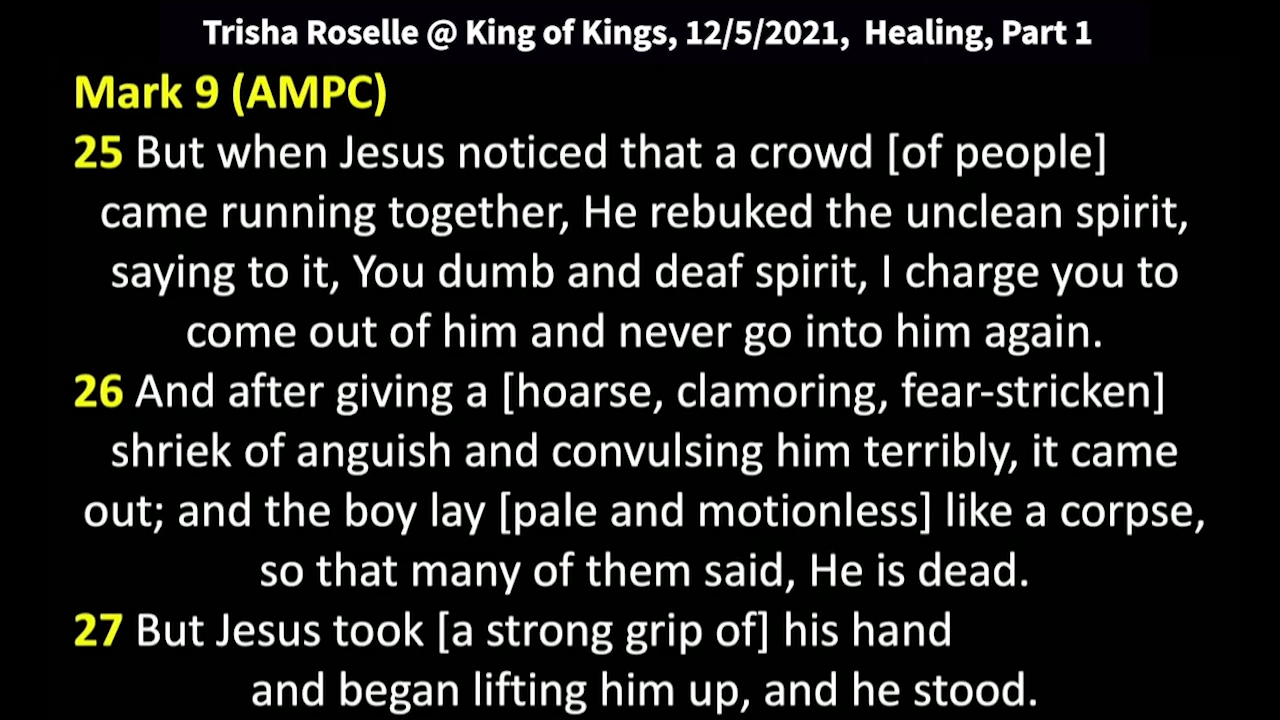 Trisha Roselle @ King of Kings, 12/5/2021, Healing, Part 1
Mark 9 (AMPC)
25 But when Jesus noticed that a crowd [of people]
came running together, He rebuked the unclean spirit,
saying to it, You dumb and deaf spirit, I charge you to
come out of him and never go into him again.
26 And after giving a [hoarse, clamoring, fear-stricken]
shriek of anguish and convulsing him terribly, it came
out; and the boy lay [pale and motionless] like a corpse,
so that many of them said, He is dead.
27 But Jesus took [a strong grip of] his hand
and began lifting him up, and he stood.